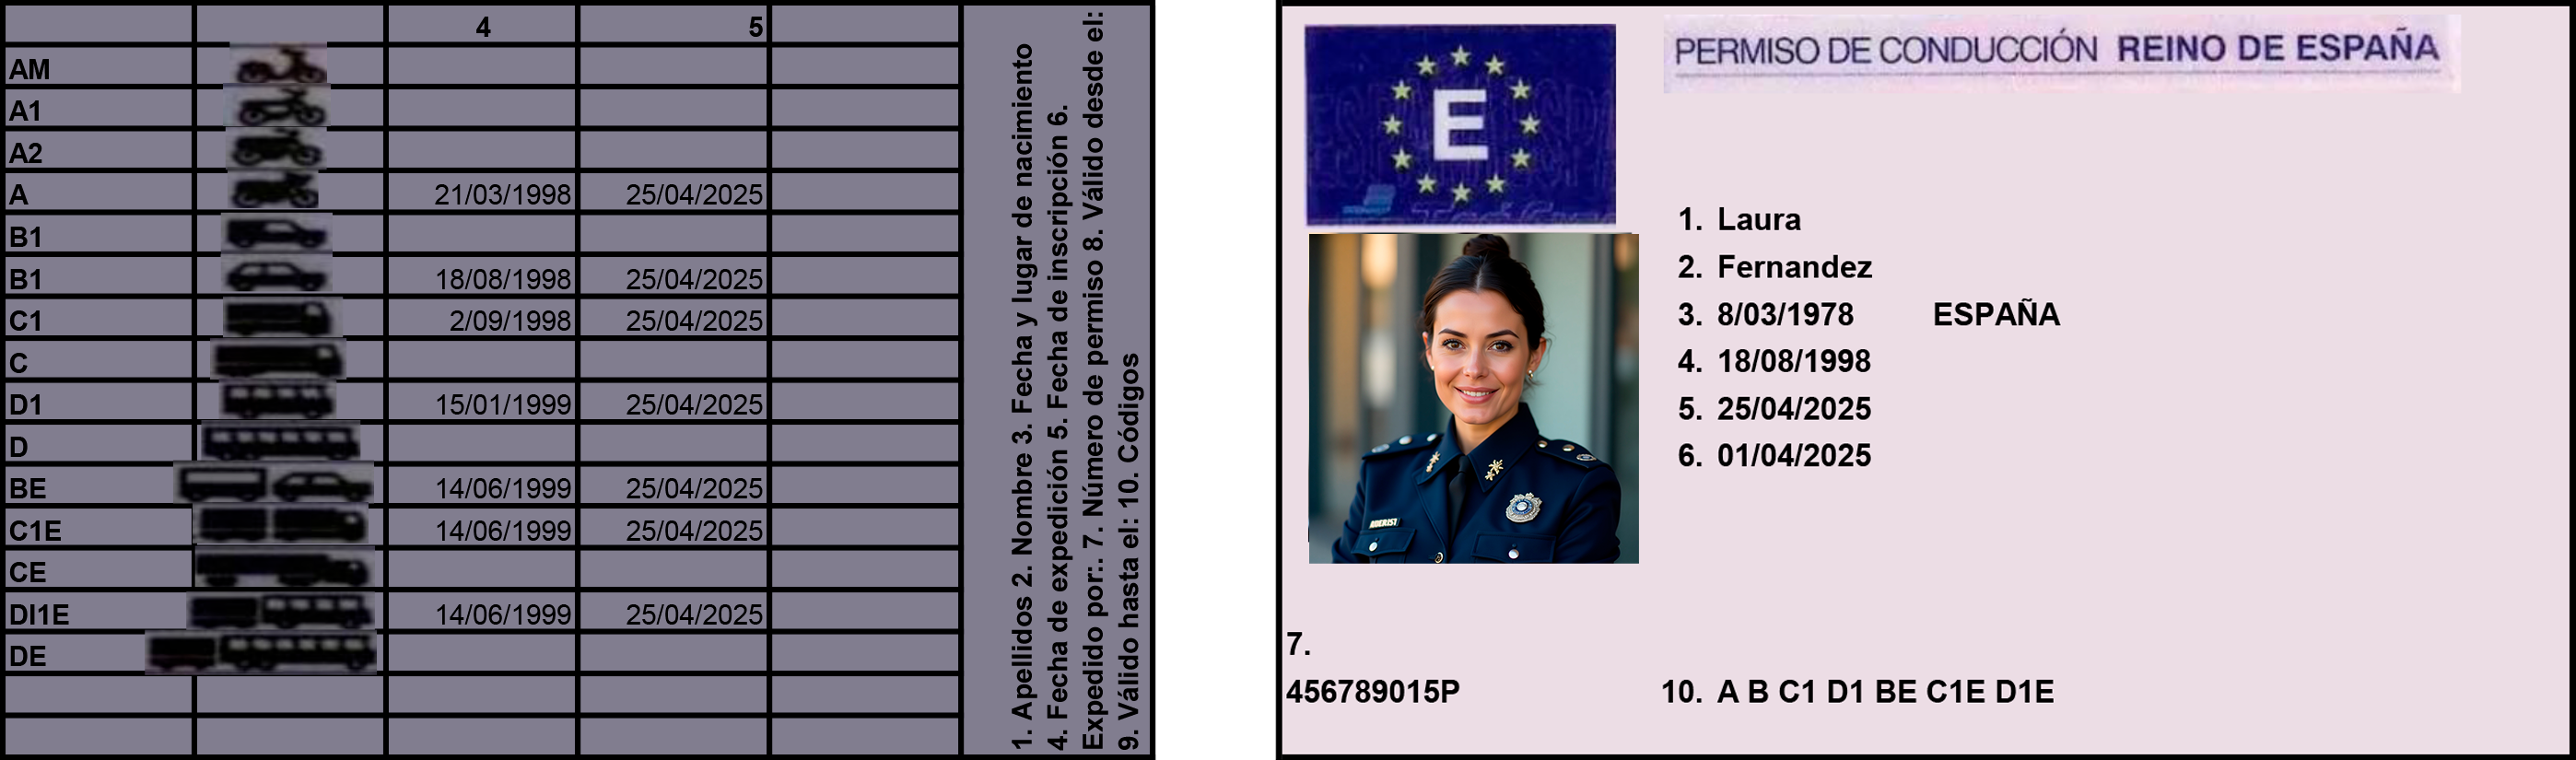 4 5
AM
A1
A2
A 21/03/1998 25/04/2025
B1
B1 18/08/1998 25/04/2025
C1 2/09/1998 25/04/2025
C
D1 15/01/1999 25/04/2025
D
BE 14/06/1999 25/04/2025
C1E 14/06/1999 25/04/2025
CE
DI1E 14/06/1999 25/04/2025
DE
1. Apellidos 2. Nombre 3. Fecha y lugar de nacimiento
4. Fecha de expedición 5. Fecha de inscripción 6.
Expedido por:. 7. Número de permiso 8. Válido desde el:
9. Válido hasta el: 10. Códigos
E
PERMISO DE CONDUCCIÓN REINO DE ESPAÑA
1. Laura
2. Fernandez
3. 8/03/1978 ESPAÑA
4. 18/08/1998
5. 25/04/2025
6. 01/04/2025
7.
456789015P
10. A B C1 D1 BE C1E D1E